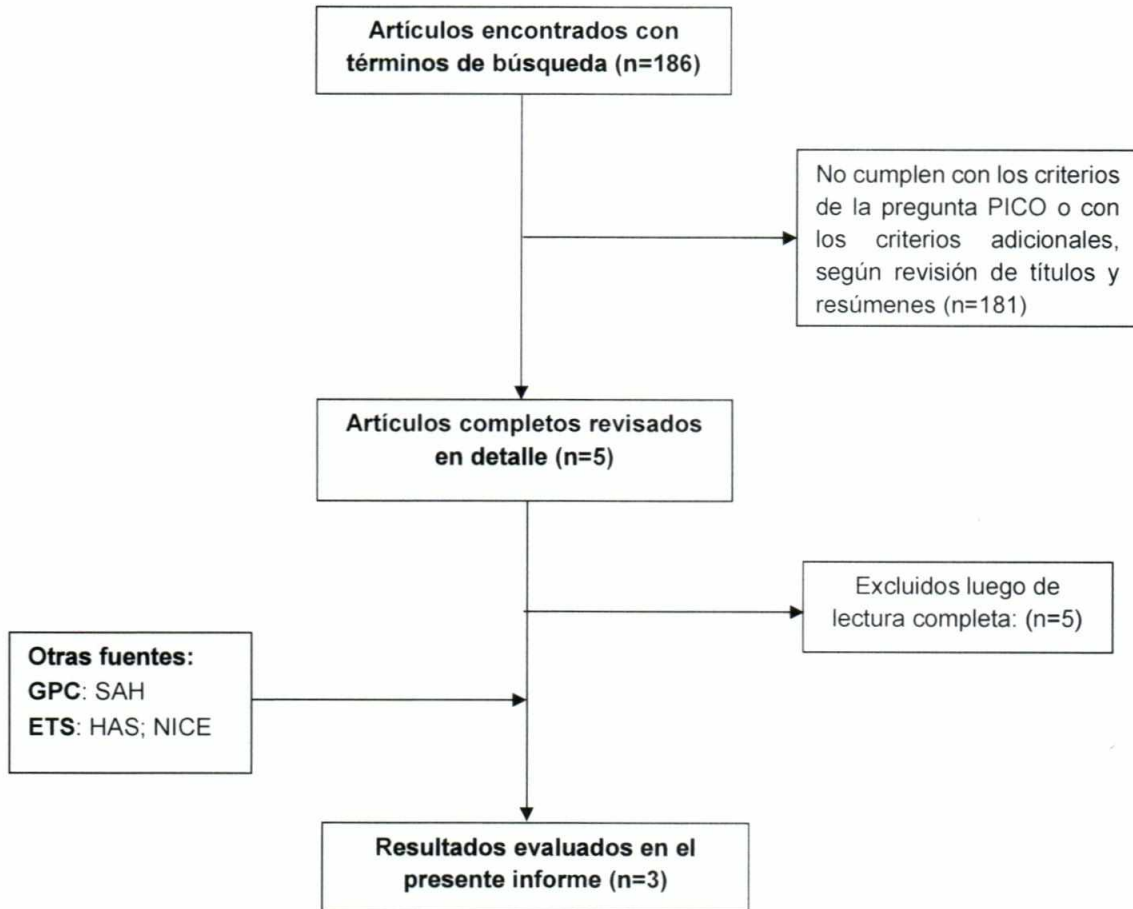 Artículos encontrados con
términos de búsqueda (n=186)
No cumplen con los criterios
de la pregunta PICO o con
los criterios adicionales,
según revisión de títulos y
resúmenes (n=181)
Artículos completos revisados
en detalle (n=5)
Excluidos luego de
lectura completa: (n=5)
Otras fuentes:
GPC: SAH
ETS: HAS; NICE
Resultados evaluados en el
presente informe (n=3)